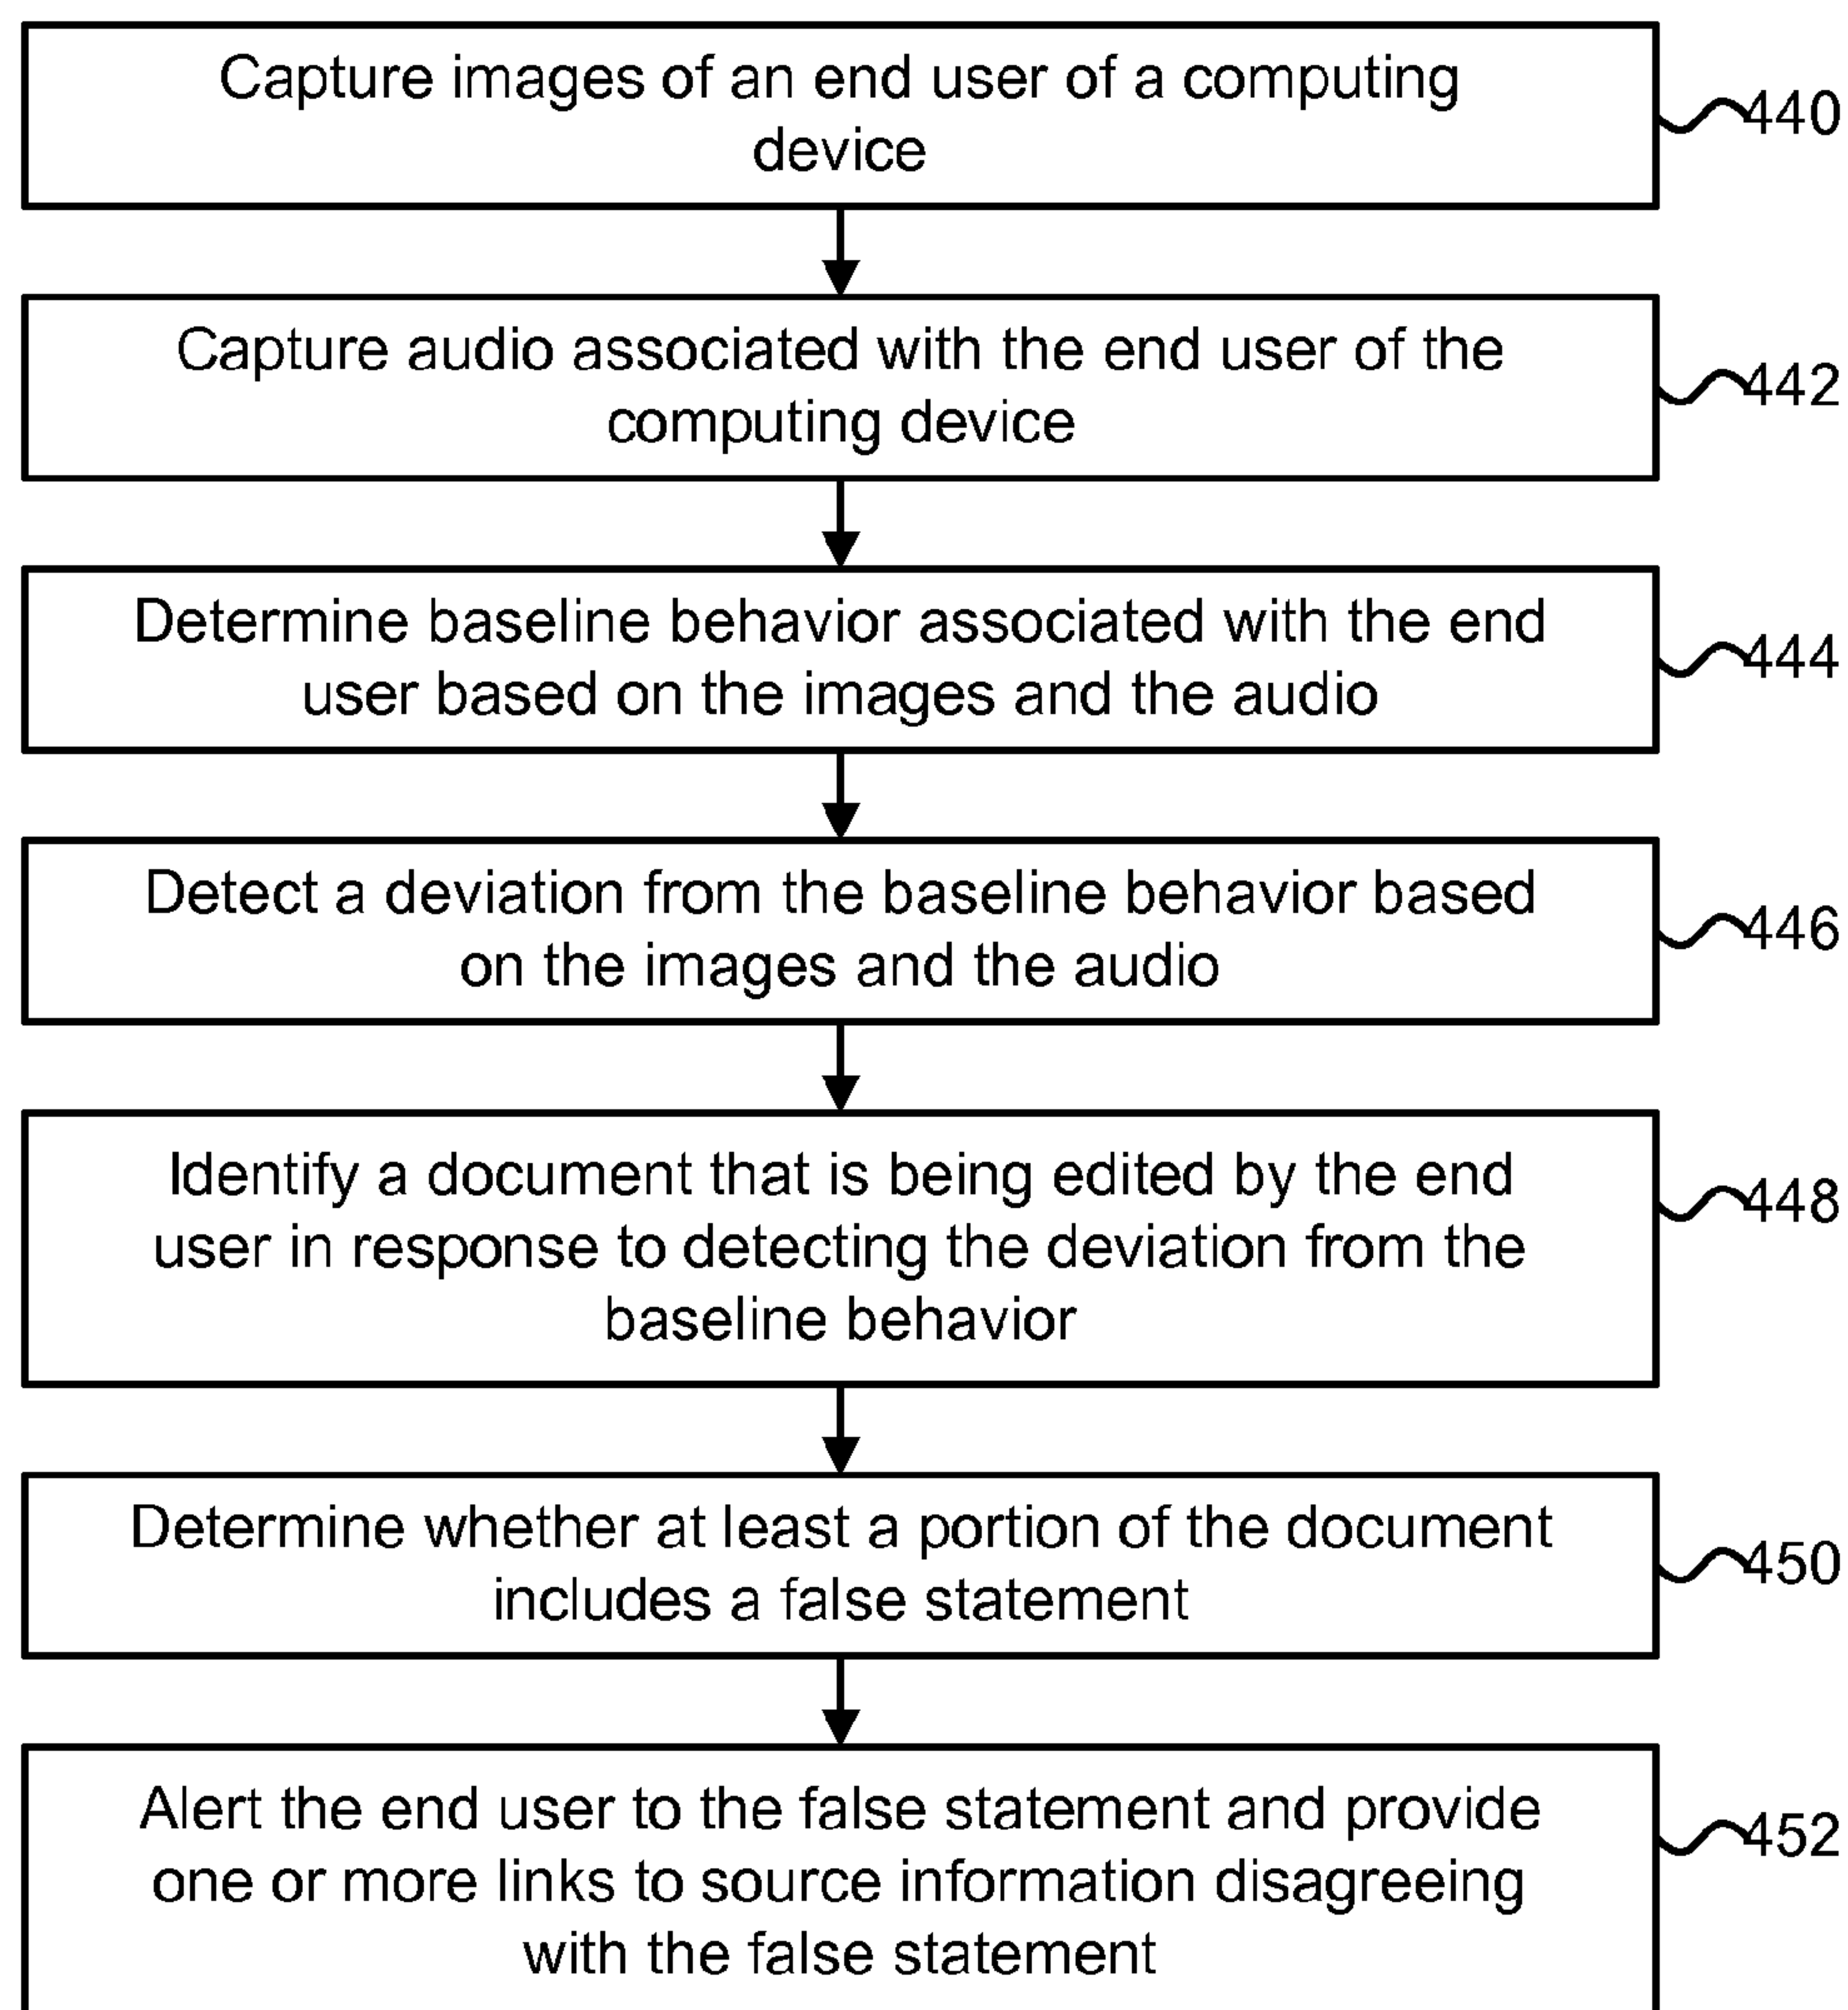 Capture images of an end user of a computing
device
440
Capture audio associated with the end user of the
computing device
442
Determine baseline behavior associated with the end
user based on the images and the audio
444
Detect a deviation from the baseline behavior based
on the images and the audio
446
Identify a document that is being edited by the end
user in response to detecting the deviation from the
baseline behavior
448
Determine whether at least a portion of the document
includes a false statement
450
Alert the end user to the false statement and provide
one or more links to source information disagreeing
with the false statement
452